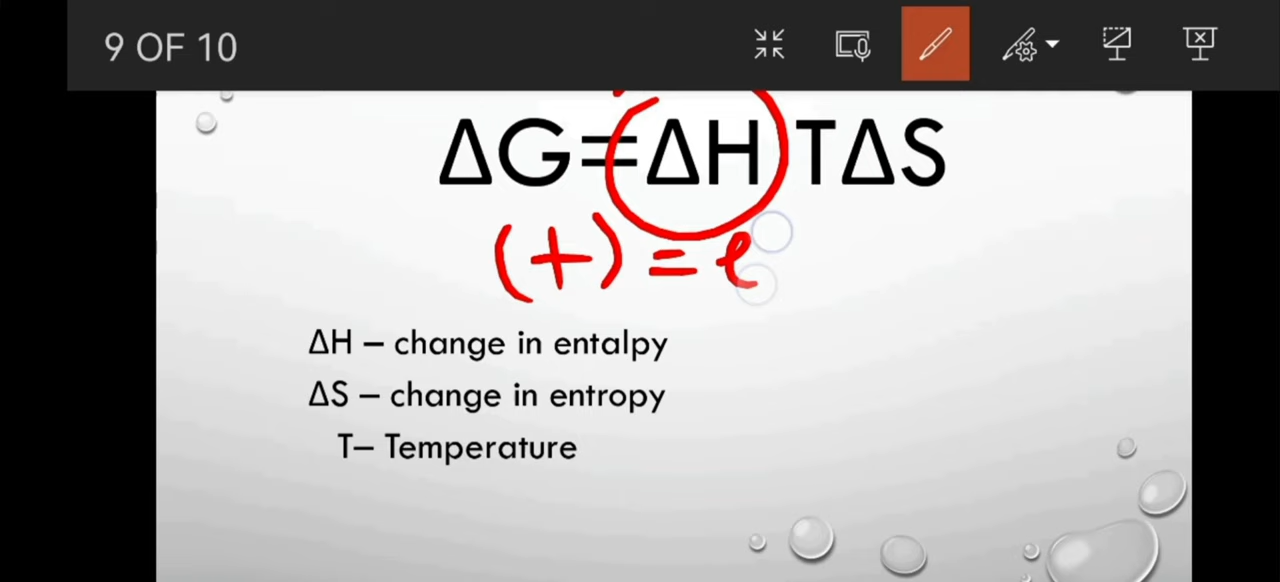 9 OF 10
ΔG=ΔH TΔS
(+) = e
ΔH – change in entalpy
ΔS – change in entropy
T– Temperature